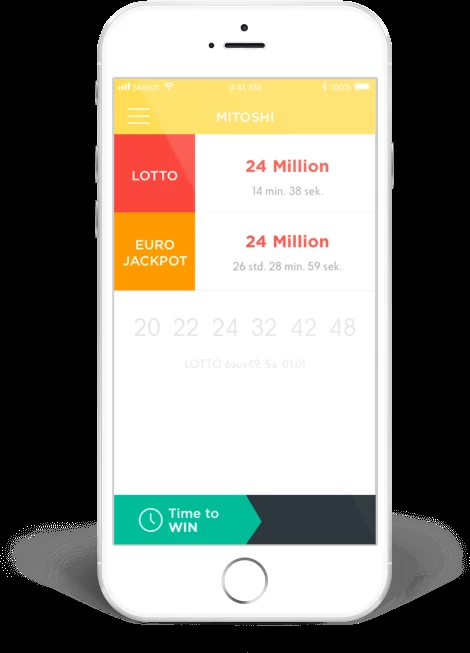 Sketch 9:41 AM 100%
MITOSHI
LOTTO
24 Million
14 min. 38 sek.
EURO
JACKPOT
24 Million
26 std. 28 min. 59 sek.
20 22 24 32 42 48
LOTTO 6aus49, Sa. 01.01
Time to
WIN